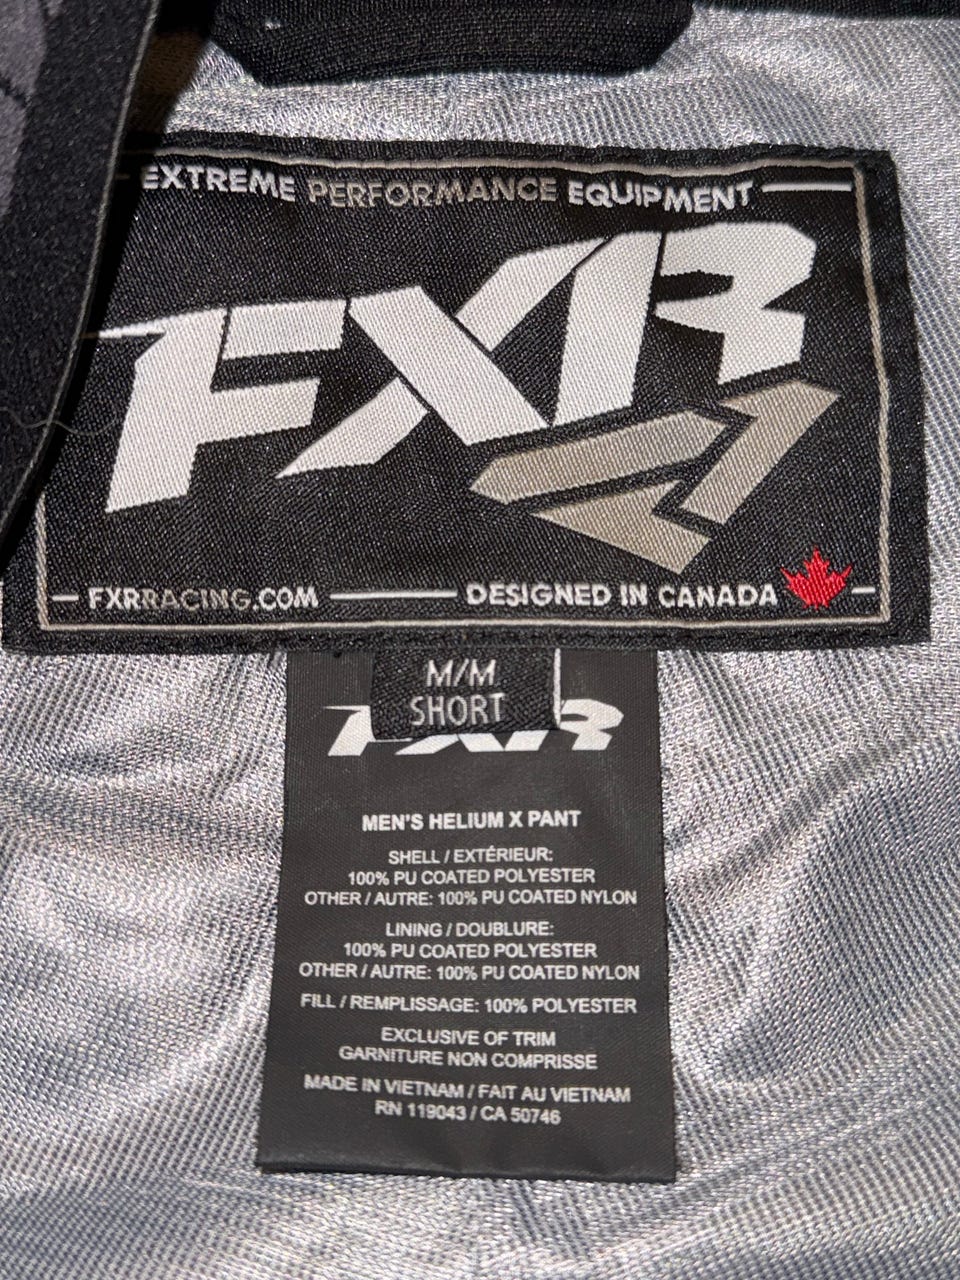 EXTREME PERFORMANCE EQUIPMENT
FXR
FXRRACING.COM
DESIGNED IN CANADA
M/M
SHORT
FXR
MEN'S HELIUM X PANT
SHELL / EXTÉRIEUR:
100% PU COATED POLYESTER
OTHER / AUTRE: 100% PU COATED NYLON
LINING / DOUBLURE:
100% PU COATED POLYESTER
OTHER / AUTRE: 100% PU COATED NYLON
FILL / REMPLISSAGE: 100% POLYESTER
EXCLUSIVE OF TRIM
GARNITURE NON COMPRISSE
MADE IN VIETNAM / FAIT AU VIETNAM
RN 119043 / CA 50746